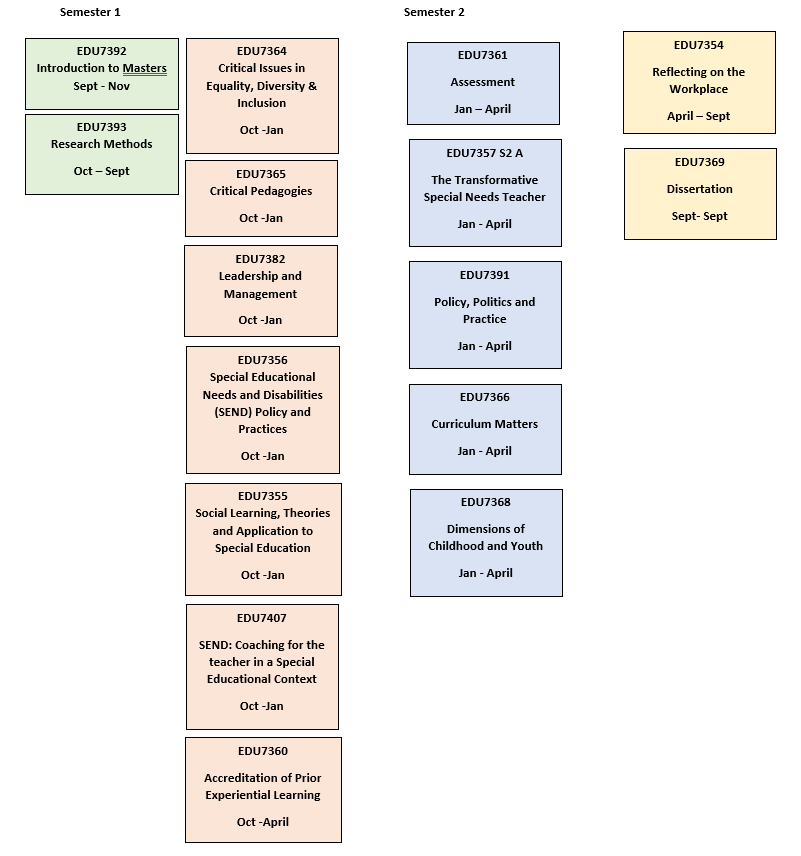 Semester 1
EDU7392
Introduction to Masters
Sept - Nov
EDU7393
Research Methods
Oct – Sept
EDU7364
Critical Issues in
Equality, Diversity &
Inclusion
Oct -Jan
EDU7365
Critical Pedagogies
Oct -Jan
EDU7382
Leadership and
Management
Oct -Jan
EDU7356
Special Educational
Needs and Disabilities
(SEND) Policy and
Practices
Oct -Jan
EDU7355
Social Learning, Theories
and Application to
Special Education
Oct -Jan
EDU7407
SEND: Coaching for the
teacher in a Special
Educational Context
Oct -Jan
EDU7360
Accreditation of Prior
Experiential Learning
Oct -April
Semester 2
EDU7361
Assessment
Jan – April
EDU7357 S2 A
The Transformative
Special Needs Teacher
Jan - April
EDU7391
Policy, Politics and
Practice
Jan - April
EDU7366
Curriculum Matters
Jan - April
EDU7368
Dimensions of
Childhood and Youth
Jan - April
EDU7354
Reflecting on the
Workplace
April – Sept
EDU7369
Dissertation
Sept- Sept